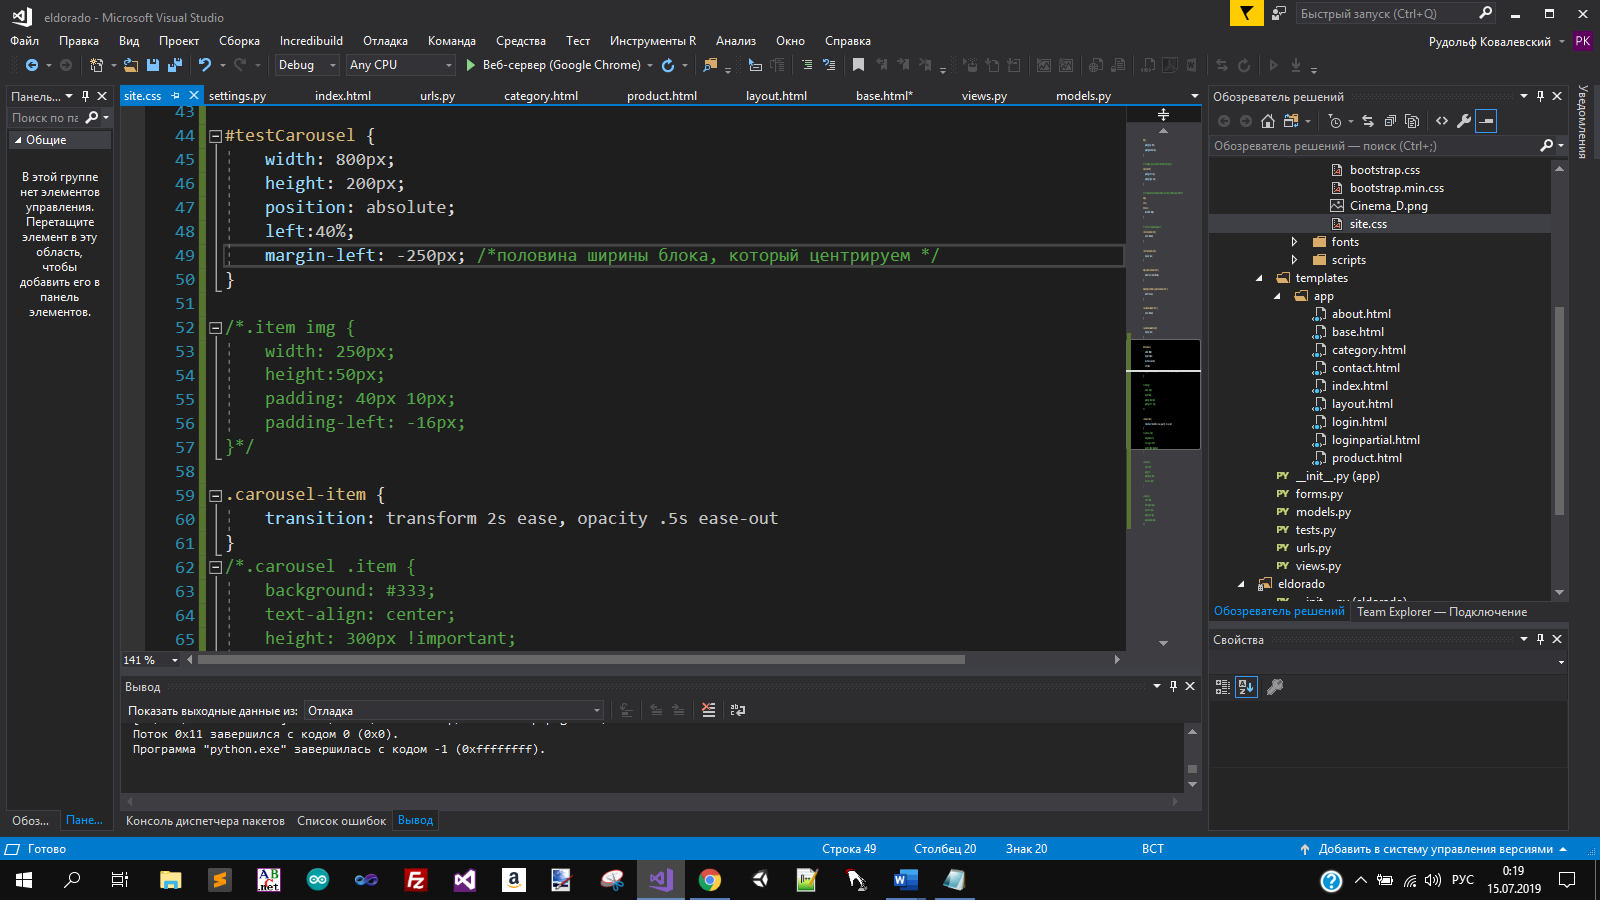 eldorado - Microsoft Visual Studio
Быстрый запуск (Ctrl+Q)
Файл Правка Вид Проект Сборка Incredibuild Отладка Команда Средства Тест Инструменты R Анализ Окно Справка
Рудольф Ковалевский PK
Debug Any CPU Веб-сервер (Google Chrome)
Панель...
Поиск по па
Общие
В этой группе
нет элементов
управления.
Перетащите
элемент в эту
область,
чтобы
добавить его в
панель
элементов.
Обоз... Пане...
site.css settings.py index.html urls.py category.html product.html layout.html base.html* views.py models.py
43
44 #testCarousel {
45 width: 800px;
46 height: 200px;
47 position: absolute;
48 left:40%;
49 margin-left: -250px; /*половина ширины блока, который центрируем */
50 }
51
52 /*.item img {
53 width: 250px;
54 height:50px;
55 padding: 40px 10px;
56 padding-left: -16px;
57 }*/
58
59 .carousel-item {
60 transition: transform 2s ease, opacity .5s ease-out
61 }
62 /*.carousel .item {
63 background: #333;
64 text-align: center;
65 height: 300px !important;
141 %
Вывод
Показать выходные данные из: Отладка
Поток 0x11 завершился с кодом 0 (0x0).
Программа "python.exe" завершилась с кодом -1 (0xffffffff).
Консоль диспетчера пакетов Список ошибок Вывод
Обозреватель решений
Обозреватель решений — поиск (Ctrl+;)
bootstrap.css
bootstrap.min.css
Cinema_D.png
site.css
fonts
scripts
templates
app
about.html
base.html
category.html
contact.html
index.html
layout.html
login.html
loginpartial.html
product.html
PY __init__.py (app)
PY forms.py
PY models.py
PY tests.py
PY urls.py
PY views.py
eldorado
PY __init__.py (eldorado)
Обозреватель решений Team Explorer — Подключение
Свойства
Уведомления
Готово Строка 49 Столбец 20 Знак 20 ВСТ Добавить в систему управления версиями
РУС
0:19
15.07.2019